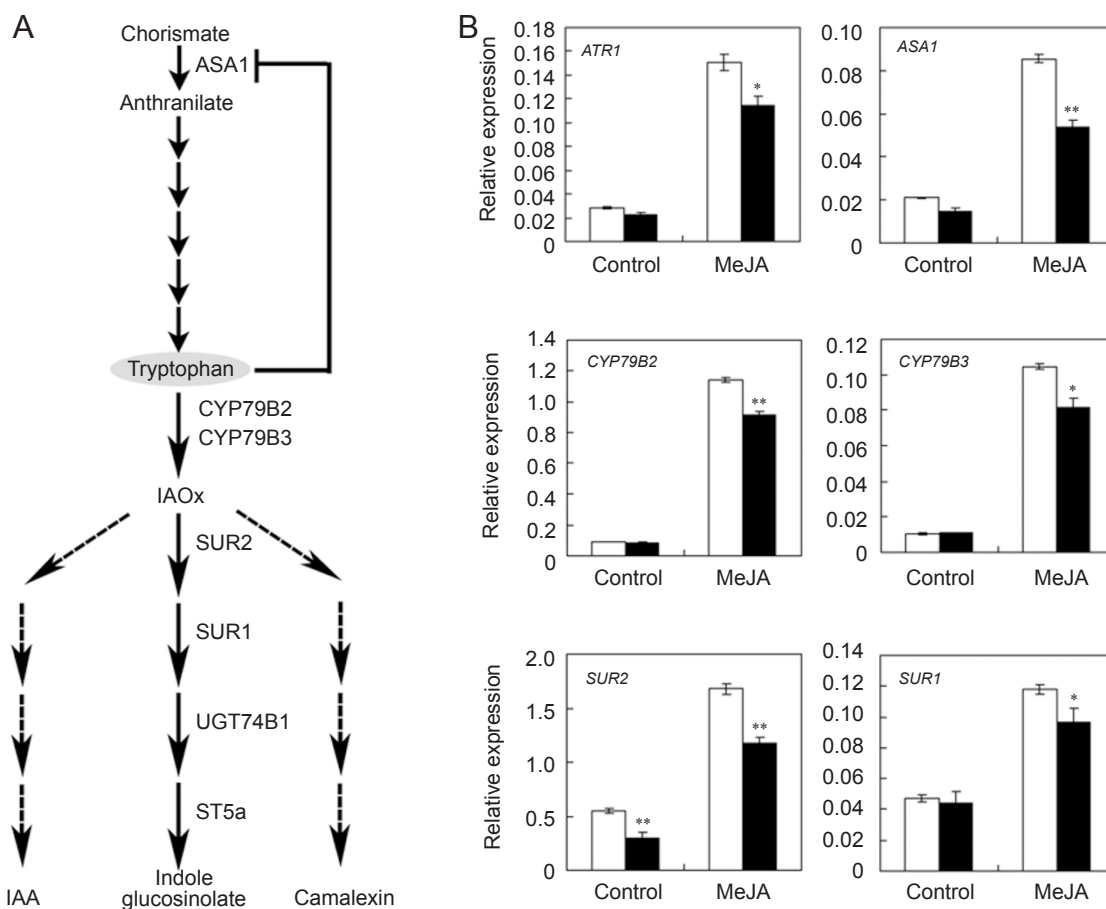 A
Chorismate
ASA1
Anthranilate
Tryptophan
CYP79B2
CYP79B3
IAOx
SUR2
SUR1
UGT74B1
ST5a
IAA
Indole
glucosinolate
Camalexin
B
Relative expression
0.18
0.16
0.14
0.12
0.10
0.08
0.06
0.04
0.02
0
ATR1
*
Control
MeJA
0.10
0.08
0.06
0.04
0.02
0
ASA1
**
Control
MeJA
Relative expression
1.4
1.2
1.0
0.8
0.6
0.4
0.2
0
CYP79B2
**
Control
MeJA
0.12
0.10
0.08
0.06
0.04
0.02
0
CYP79B3
*
Control
MeJA
Relative expression
2.0
1.5
1.0
0.5
0
SUR2
**
**
Control
MeJA
0.14
0.12
0.10
0.08
0.06
0.04
0.02
0
SUR1
*
Control
MeJA